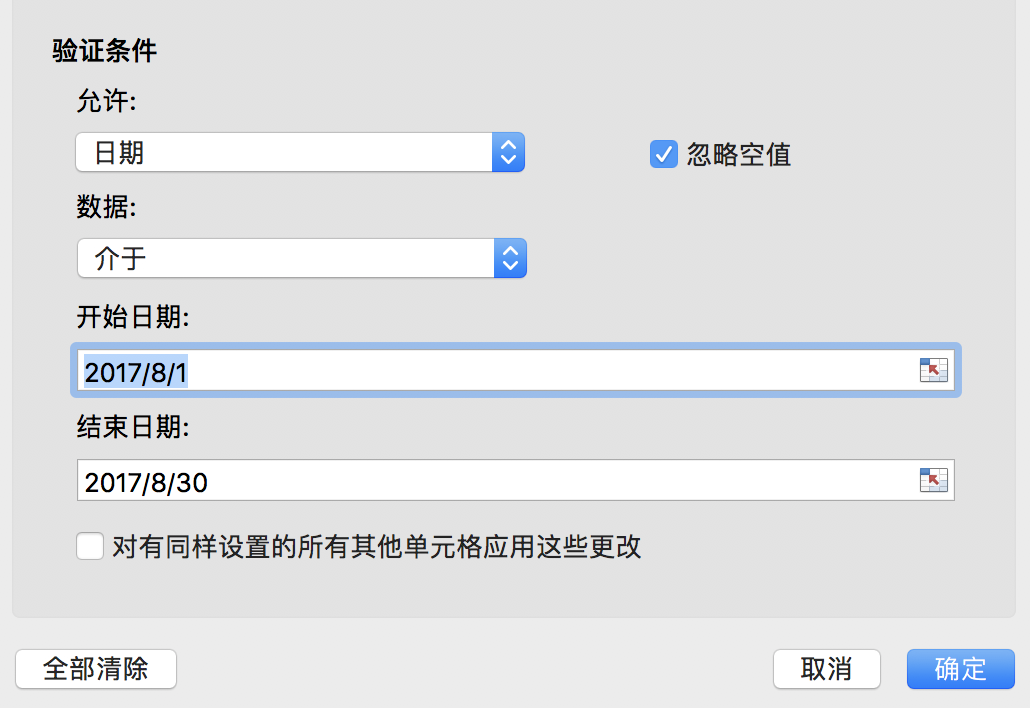 验证条件
允许:
日期
忽略空值
数据:
介于
开始日期:
2017/8/1
结束日期:
2017/8/30
对有同样设置的所有其他单元格应用这些更改
全部清除
取消
确定